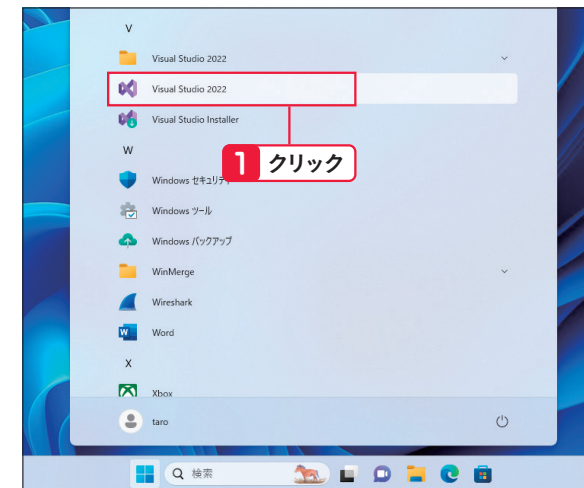 V
Visual Studio 2022
Visual Studio 2022
Visual Studio Installer
W
1 クリック
Windows セキュリティ
Windows ツール
Windows バックアップ
WinMerge
Wireshark
Word
X
Xbox
taro
検索